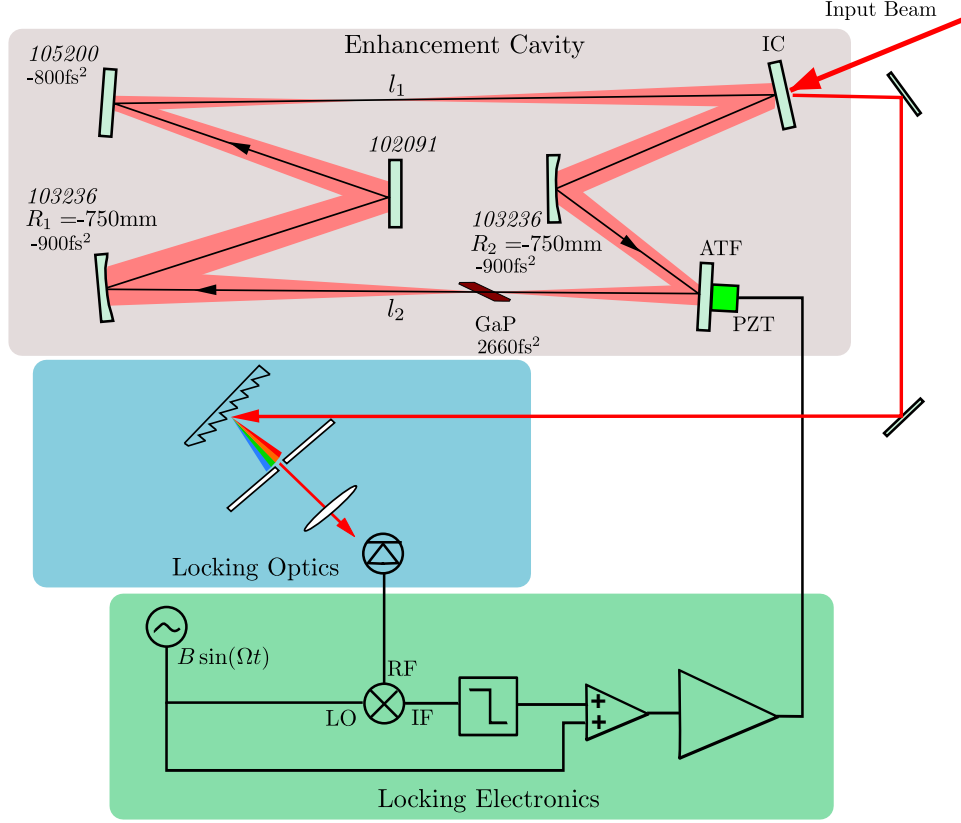 Input Beam
Enhancement Cavity
IC
105200
-800fs²
l₁
102091
103236
R₁ =-750mm
-900fs²
103236
R₂ =-750mm
-900fs²
ATF
l₂
GaP
2660fs²
PZT
Locking Optics
B sin(Ωt)
RF
LO
IF
+
+
Locking Electronics